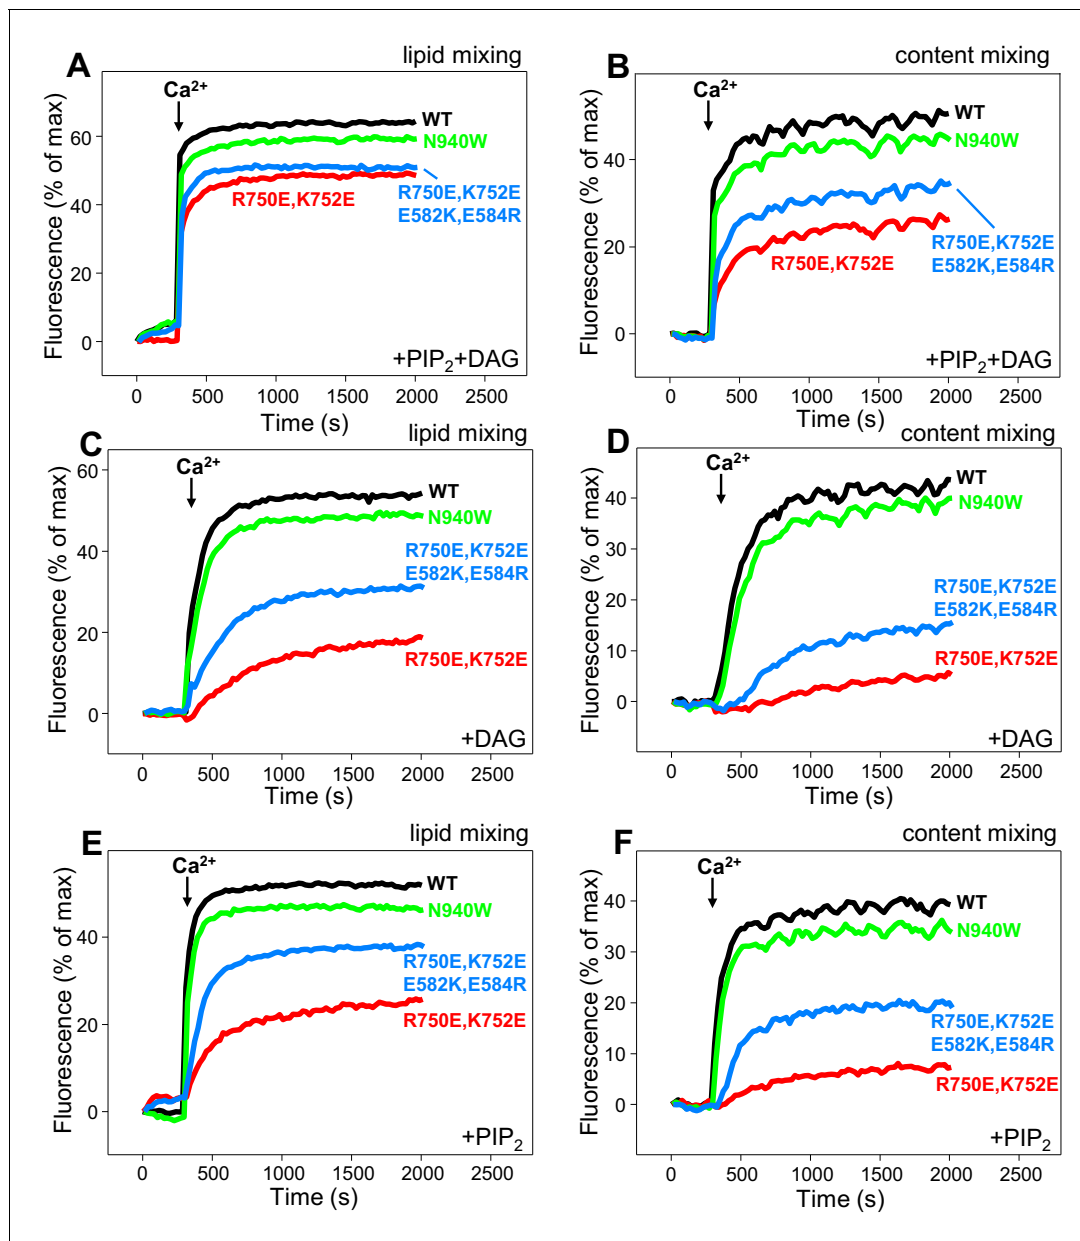 A
lipid mixing
Ca2+
Fluorescence (% of max)
60
40
20
0
WT
N940W
R750E,K752E
R750E,K752E
E582K,E584R
+PIP2+DAG
0 500 1000 1500 2000 2500
Time (s)
B
content mixing
Ca2+
Fluorescence (% of max)
40
20
0
WT
N940W
R750E,K752E
E582K,E584R
R750E,K752E
+PIP2+DAG
0 500 1000 1500 2000 2500
Time (s)
C
lipid mixing
Ca2+
Fluorescence (% of max)
60
40
20
0
WT
N940W
R750E,K752E
E582K,E584R
R750E,K752E
+DAG
0 500 1000 1500 2000 2500
Time (s)
D
content mixing
Ca2+
Fluorescence (% of max)
40
30
20
10
0
WT
N940W
R750E,K752E
E582K,E584R
R750E,K752E
+DAG
0 500 1000 1500 2000 2500
Time (s)
E
lipid mixing
Ca2+
Fluorescence (% of max)
60
40
20
0
WT
N940W
R750E,K752E
E582K,E584R
R750E,K752E
+PIP2
0 500 1000 1500 2000 2500
Time (s)
F
content mixing
Ca2+
Fluorescence (% of max)
40
30
20
10
0
WT
N940W
R750E,K752E
E582K,E584R
R750E,K752E
+PIP2
0 500 1000 1500 2000 2500
Time (s)